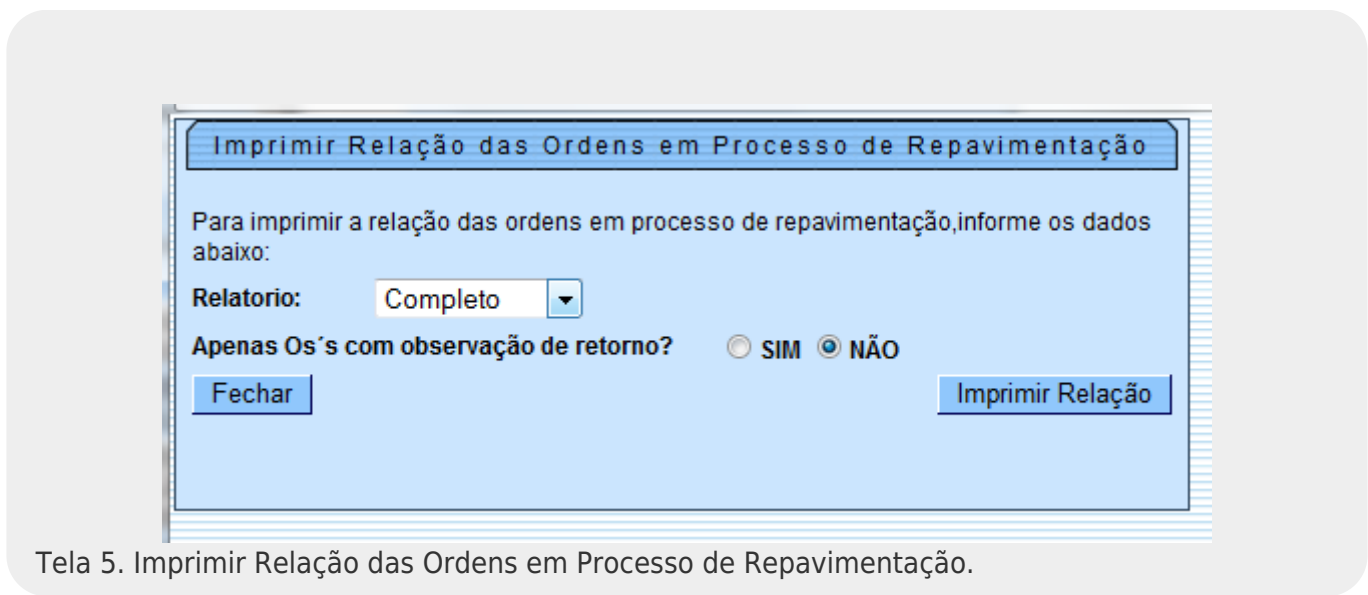 Imprimir Relação das Ordens em Processo de Repavimentação
Para imprimir a relação das ordens em processo de repavimentação,informe os dados
abaixo:
Relatorio: Completo
Apenas Os´s com observação de retorno? SIM NÃO
Fechar Imprimir Relação
Tela 5. Imprimir Relação das Ordens em Processo de Repavimentação.